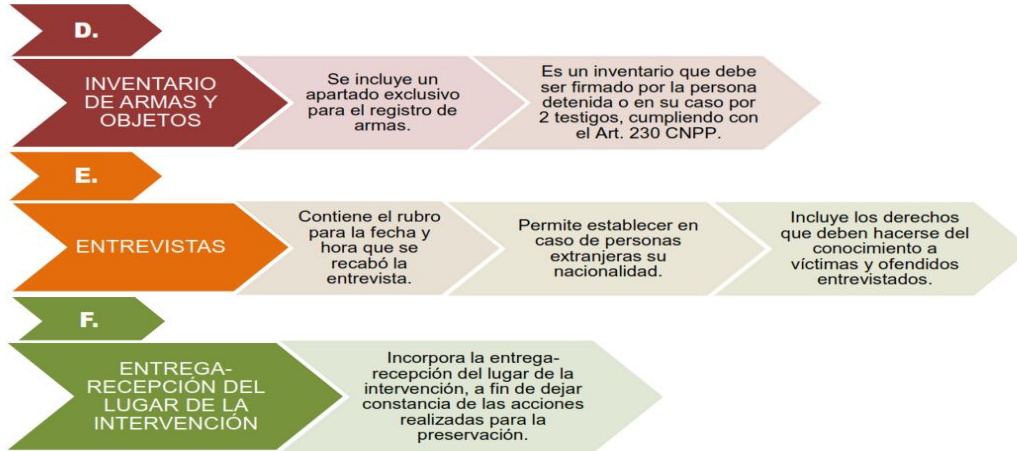 D.
INVENTARIO
DE ARMAS Y
OBJETOS
Se incluye un
apartado exclusivo
para el registro de
armas.
Es un inventario que debe
ser firmado por la persona
detenida o en su caso por
2 testigos, cumpliendo con
el Art. 230 CNPP.
E.
ENTREVISTAS
Contiene el rubro
para la fecha y
hora que se
recabó la
entrevista.
Permite establecer en
caso de personas
extranjeras su
nacionalidad.
Incluye los derechos
que deben hacerse del
conocimiento a
víctimas y ofendidos
entrevistados.
F.
ENTREGA-
RECEPCIÓN DEL
LUGAR DE LA
INTERVENCIÓN
Incorpora la entrega-
recepción del lugar de la
intervención, a fin de dejar
constancia de las acciones
realizadas para la
preservación.